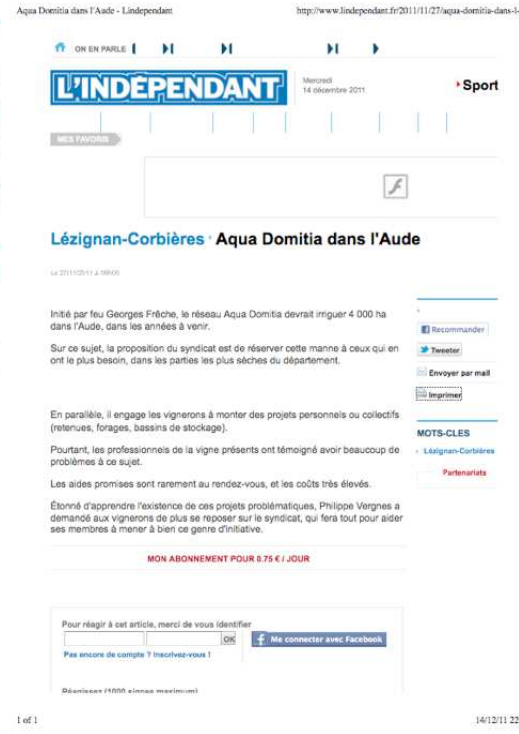 Aqua Domitia dans l'Aude - Lindependant
http://www.lindependant.fr/2011/11/27/aqua-domitia-dans-l-
ON EN PARLE
L'INDÉPENDANT
Mercredi
14 décembre 2011
Sport
MES FAVORIS
Lézignan-Corbières · Aqua Domitia dans l'Aude
Le 27/11/2011 à 06h00
Initié par feu Georges Frêche, le réseau Aqua Domitia devrait irriguer 4 000 ha
dans l'Aude, dans les années à venir.
Sur ce sujet, la proposition du syndicat est de réserver cette manne à ceux qui en
ont le plus besoin, dans les parties les plus sèches du département.
En parallèle, il engage les vignerons à monter des projets personnels ou collectifs
(retenues, forages, bassins de stockage).
Pourtant, les professionnels de la vigne présents ont témoigné avoir beaucoup de
problèmes à ce sujet.
Les aides promises sont rarement au rendez-vous, et les coûts très élevés.
Étonné d'apprendre l'existence de ces projets problématiques, Philippe Vergnes a
demandé aux vignerons de plus se reposer sur le syndicat, qui fera tout pour aider
ses membres à mener à bien ce genre d'initiative.
Recommander
Tweeter
Envoyer par mail
Imprimer
MOTS-CLES
Lézignan-Corbières
Partenariats
MON ABONNEMENT POUR 0.75 € / JOUR
Pour réagir à cet article, merci de vous identifier
OK
Me connecter avec Facebook
Pas encore de compte ? Inscrivez-vous !
Réagissez (1000 signes maximum)
1 of 1
14/12/11 22